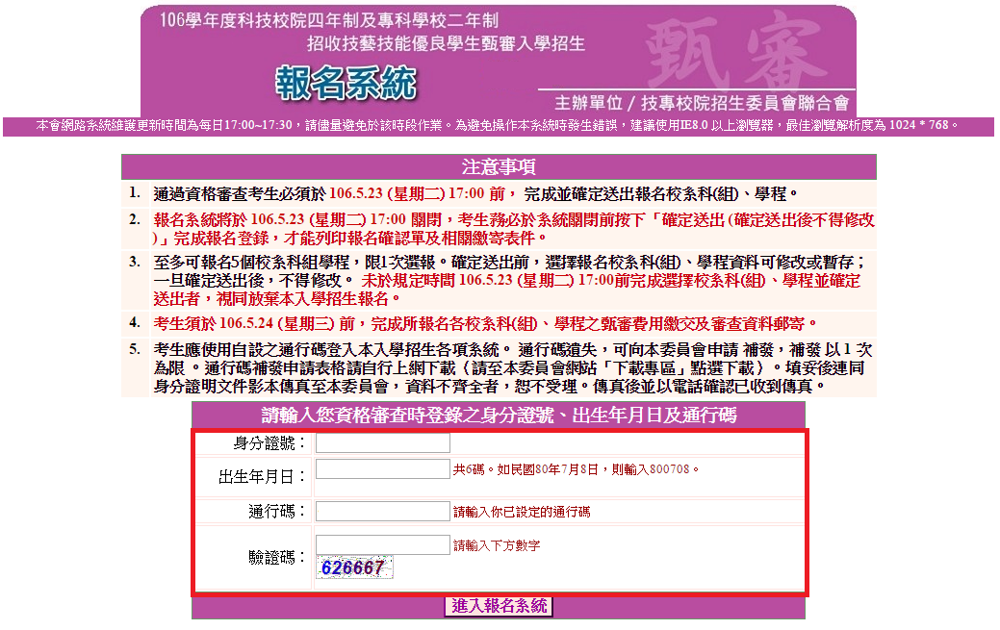 106學年度科技校院四年制及專科學校二年制
招收技藝技能優良學生甄審入學招生
甄審
報名系統
主辦單位 / 技專校院招生委員會聯合會
本會網路系統維護更新時間為每日17:00~17:30，請儘量避免於該時段作業。為避免操作本系統時發生錯誤，建議使用IE8.0 以上瀏覽器，最佳瀏覽解析度為 1024 * 768。
注意事項
1. 通過資格審查考生必須於 106.5.23 (星期二) 17:00 前， 完成並確定送出報名校系科(組)、學程。
2. 報名系統將於 106.5.23 (星期二) 17:00 關閉，考生務必於系統關閉前按下「確定送出 (確定送出後不得修改
)」完成報名登錄，才能列印報名確認單及相關繳寄表件。
3. 至多可報名5個校系科組學程，限1次選報。確定送出前，選擇報名校系科(組)、學程資料可修改或暫存；
一旦確定送出後，不得修改。 未於規定時間 106.5.23 (星期二) 17:00前完成選擇校系科(組)、學程並確定
送出者，視同放棄本入學招生報名。
4. 考生須於 106.5.24 (星期三) 前，完成所報名各校系科(組)、學程之甄審費用繳交及審查資料郵寄。
5. 考生應使用自設之通行碼登入本入學招生各項系統。 通行碼遺失，可向本委員會申請 補發，補發 以 1 次
為限 。通行碼補發申請表格請自行上網下載（請至本委員會網站「下載專區」點選下載）。填妥後連同
身分證明文件影本傳真至本委員會，資料不齊全者，恕不受理。傳真後並以電話確認已收到傳真。
請輸入您資格審查時登錄之身分證號、出生年月日及通行碼
身分證號：
出生年月日： 共6碼。如民國80年7月8日，則輸入800708。
通行碼： 請輸入你已設定的通行碼
驗證碼： 請輸入下方數字
626667
進入報名系統